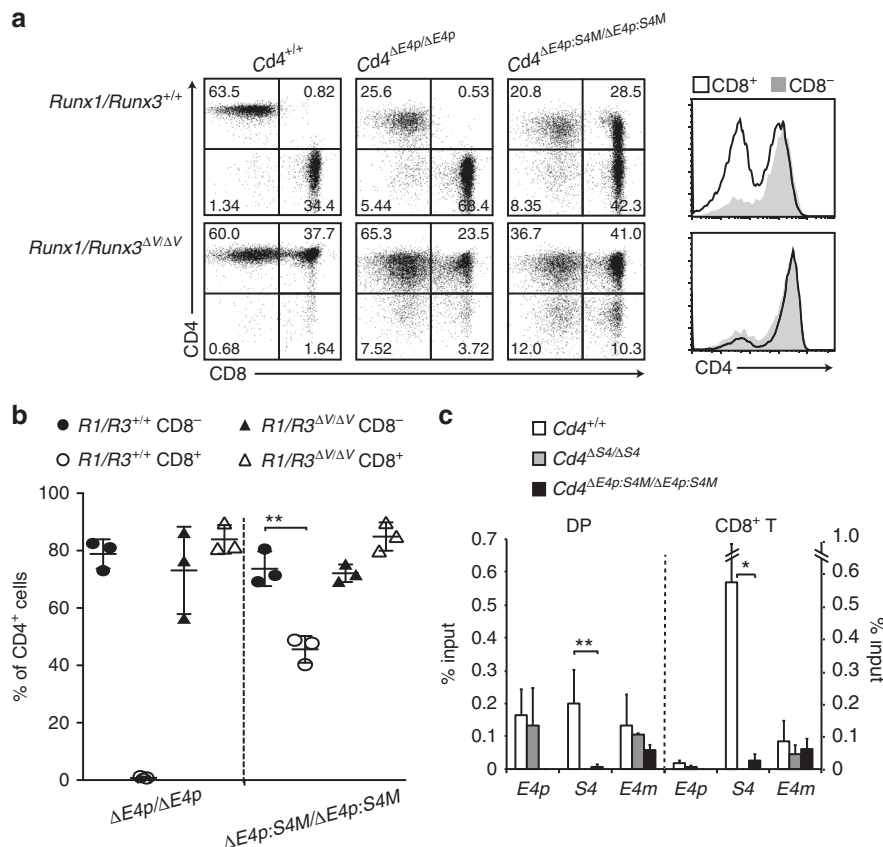 a
Cd4+/+
Cd4ΔE4p/ΔE4p
Cd4ΔE4p:S4M/ΔE4p:S4M
CD8+ CD8−
Runx1/Runx3+/+
63.5 0.82
25.6 0.53
20.8 28.5
1.34 34.4
5.44 68.4
8.35 42.3
Runx1/Runx3ΔV/ΔV
60.0 37.7
65.3 23.5
36.7 41.0
0.68 1.64
7.52 3.72
12.0 10.3
CD4
CD8
CD4
b
R1/R3+/+ CD8−
R1/R3ΔV/ΔV CD8−
R1/R3+/+ CD8+
R1/R3ΔV/ΔV CD8+
% of CD4+ cells
100
80
60
40
20
0
**
ΔE4p/ΔE4p
ΔE4p:S4M/ΔE4p:S4M
c
Cd4+/+
Cd4ΔS4/ΔS4
Cd4ΔE4p:S4M/ΔE4p:S4M
DP
CD8+ T
% input
0.7
0.6
0.5
0.4
0.3
0.2
0.1
0
**
*
1.0
0.6
0.5
0.4
0.3
0.2
0.1
0
% input
E4p S4 E4m E4p S4 E4m